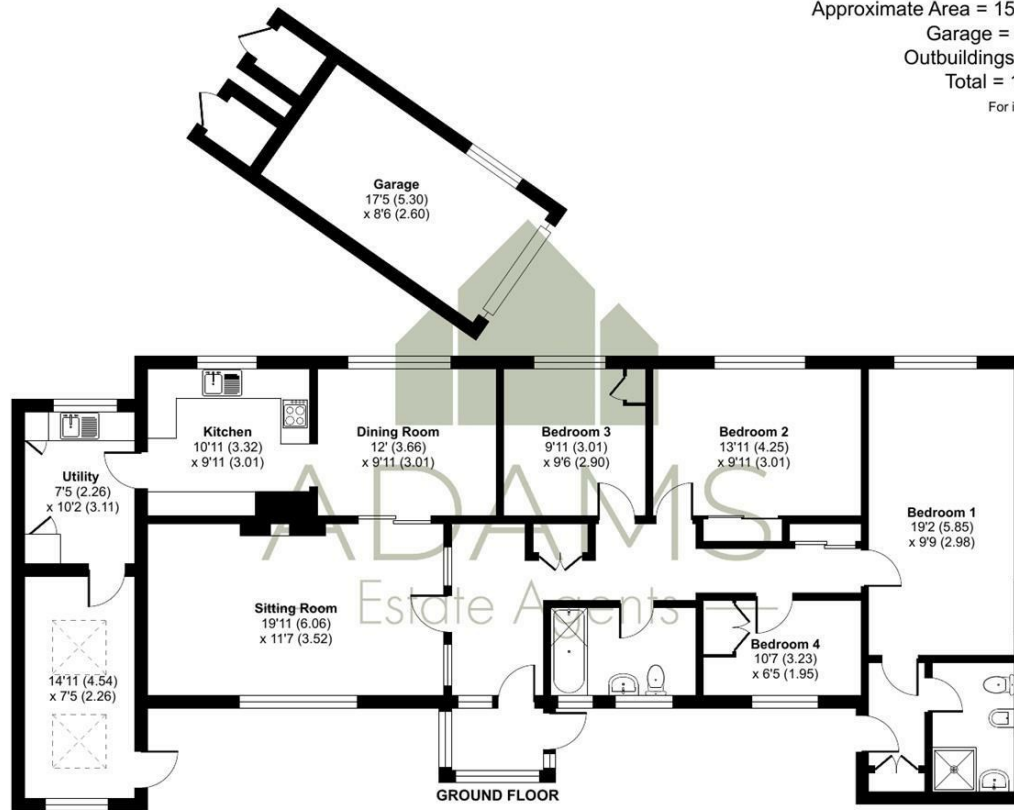 Approximate Area = 15
Garage =
Outbuildings
Total = 1
For i
Garage
17'5 (5.30)
x 8'6 (2.60)
Kitchen
10'11 (3.32)
x 9'11 (3.01)
Dining Room
12' (3.66)
x 9'11 (3.01)
Bedroom 3
9'11 (3.01)
x 9'6 (2.90)
Bedroom 2
13'11 (4.25)
x 9'11 (3.01)
Utility
7'5 (2.26)
x 10'2 (3.11)
Bedroom 1
19'2 (5.85)
x 9'9 (2.98)
ADAMS
Estate Agents
Sitting Room
19'11 (6.06)
x 11'7 (3.52)
Bedroom 4
10'7 (3.23)
x 6'5 (1.95)
14'11 (4.54)
x 7'5 (2.26)
GROUND FLOOR